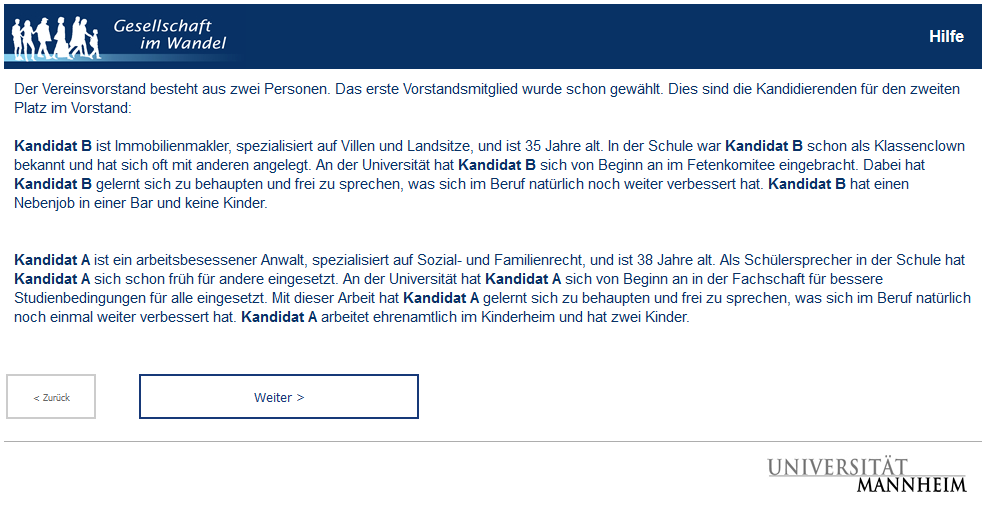 Gesellschaft
im Wandel
Hilfe
Der Vereinsvorstand besteht aus zwei Personen. Das erste Vorstandsmitglied wurde schon gewählt. Dies sind die Kandidierenden für den zweiten
Platz im Vorstand:
Kandidat B ist Immobilienmakler, spezialisiert auf Villen und Landsitze, und ist 35 Jahre alt. In der Schule war Kandidat B schon als Klassenclown
bekannt und hat sich oft mit anderen angelegt. An der Universität hat Kandidat B sich von Beginn an im Fetenkomitee eingebracht. Dabei hat
Kandidat B gelernt sich zu behaupten und frei zu sprechen, was sich im Beruf natürlich noch weiter verbessert hat. Kandidat B hat einen
Nebenjob in einer Bar und keine Kinder.
Kandidat A ist ein arbeitsbesessener Anwalt, spezialisiert auf Sozial- und Familienrecht, und ist 38 Jahre alt. Als Schülersprecher in der Schule hat
Kandidat A sich schon früh für andere eingesetzt. An der Universität hat Kandidat A sich von Beginn an in der Fachschaft für bessere
Studienbedingungen für alle eingesetzt. Mit dieser Arbeit hat Kandidat A gelernt sich zu behaupten und frei zu sprechen, was sich im Beruf natürlich
noch einmal weiter verbessert hat. Kandidat A arbeitet ehrenamtlich im Kinderheim und hat zwei Kinder.
< Zurück
Weiter >
UNIVERSITÄT
MANNHEIM